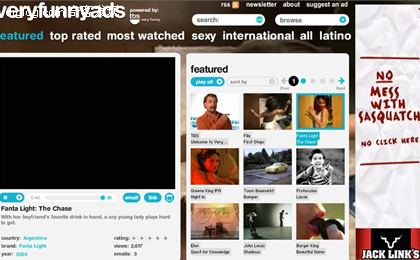 veryfunnyads
powered by:
tbs
very funny
rss
newsletter
about
suggest an ad
search:
browse
featured top rated most watched sexy international all latino
featured
play all
sort by
1
Prev
Next
TBS
Welcome to Very ...
Fila
First Steps
Fanta Light
The Chase
Greene King IPA
Night In
Toom Baumarkt
Bumper
Profession
Lassie
Elon
Quest for Knowledge
John Lewis
Shadows
Burger King
Beautiful Game
email
link
Fanta Light: The Chase
With her boyfriend's favorite drink in hand, a soy young lady plays hard to get.
country: Argentina
brand: Fanta Light
year: 2004
rating:
views: 2,617
emails: 3
NO
MESS
WITH
SASQUATCH
NO CLICK HERE
JACK LINK'S